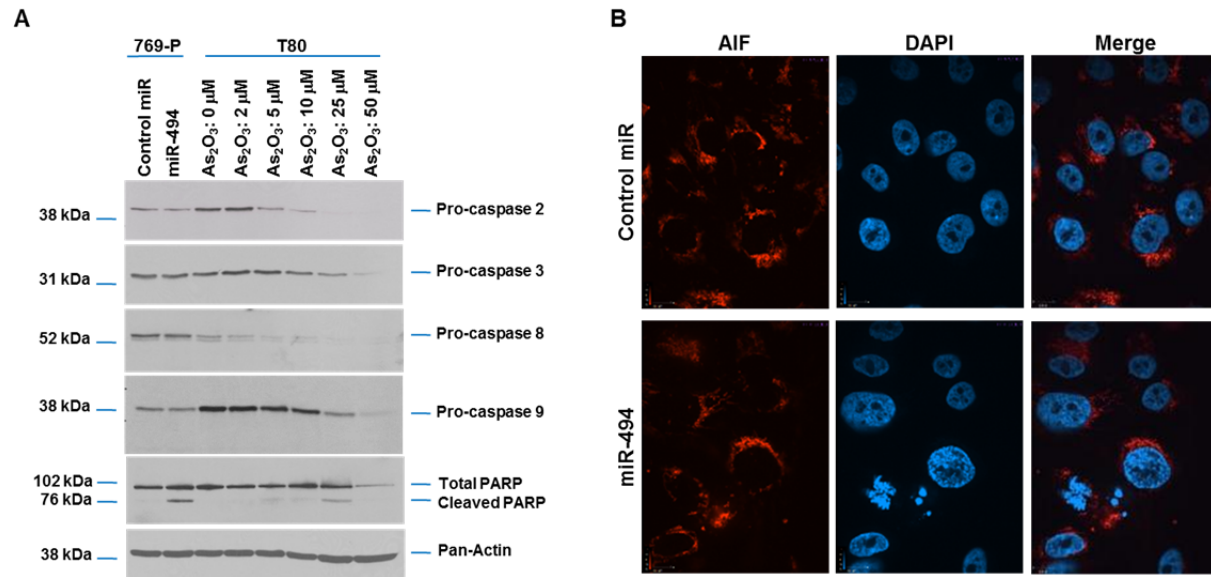 A
769-P
T80
Control miR
miR-494
As₂O₃: 0 µM
As₂O₃: 2 µM
As₂O₃: 5 µM
As₂O₃: 10 µM
As₂O₃: 25 µM
As₂O₃: 50 µM
38 kDa
Pro-caspase 2
31 kDa
Pro-caspase 3
52 kDa
Pro-caspase 8
38 kDa
Pro-caspase 9
102 kDa
Total PARP
76 kDa
Cleaved PARP
38 kDa
Pan-Actin
B
AIF
DAPI
Merge
Control miR
miR-494